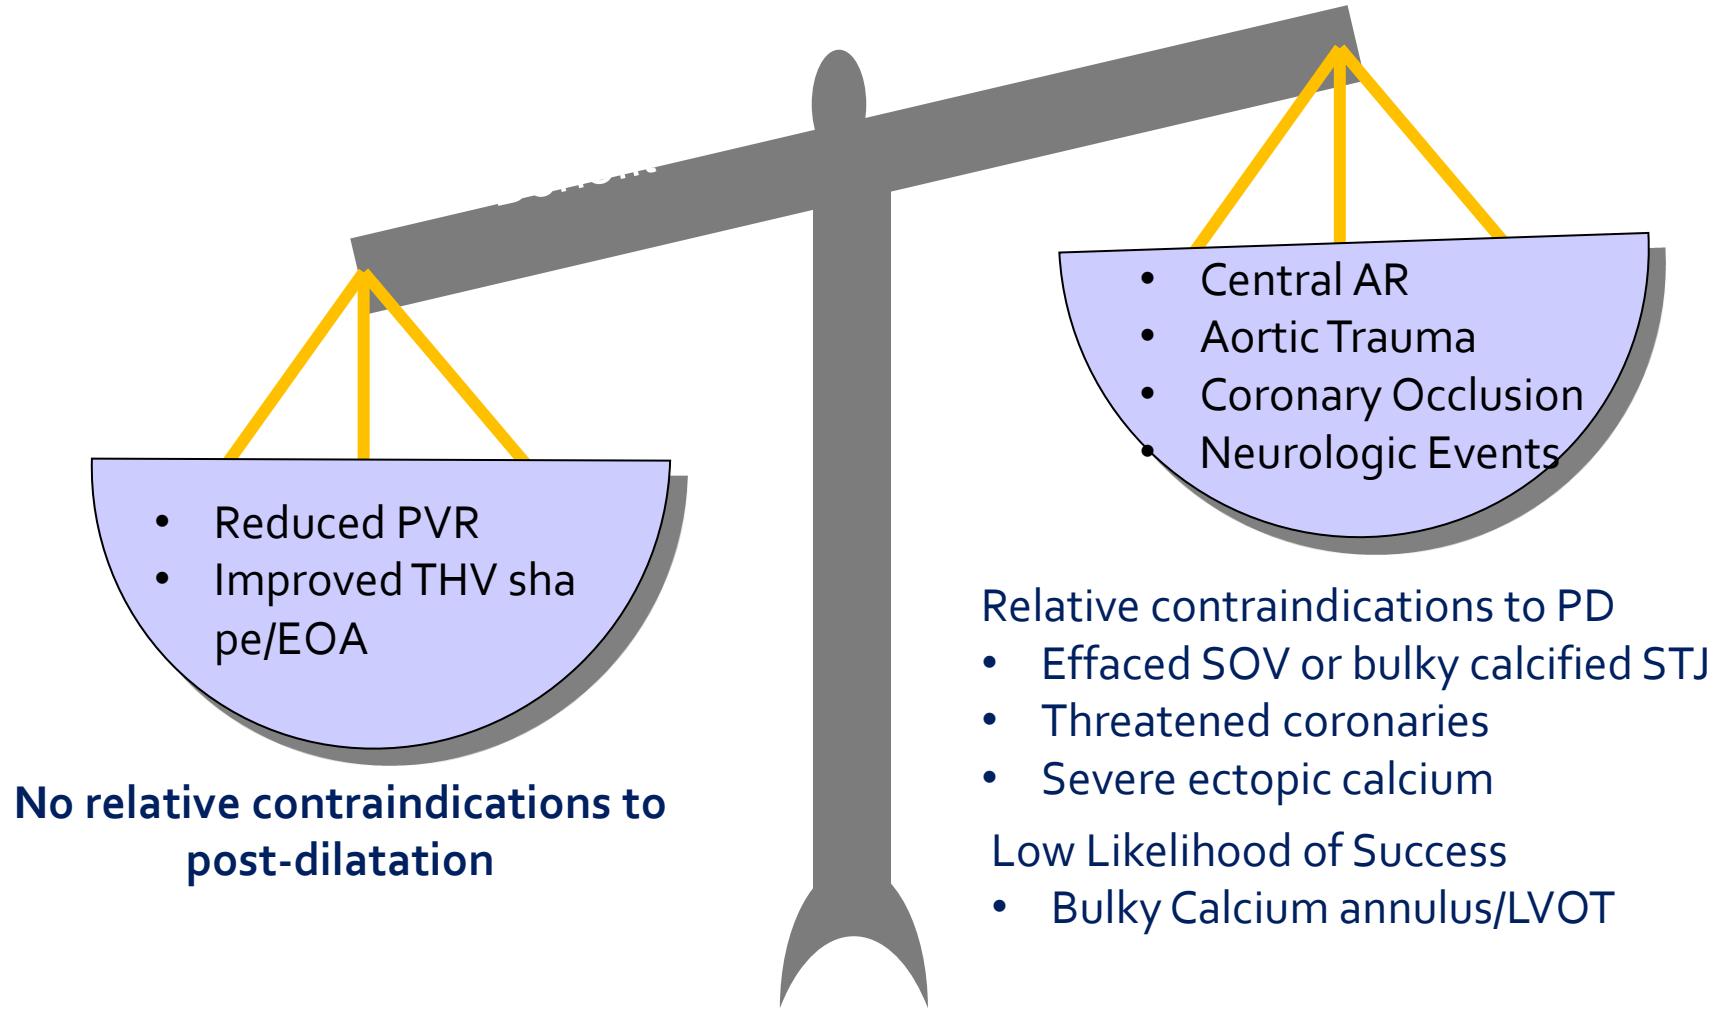 • Reduced PVR
• Improved THV sha
pe/EOA
No relative contraindications to
post-dilatation
• Central AR
• Aortic Trauma
• Coronary Occlusion
• Neurologic Events
Relative contraindications to PD
• Effaced SOV or bulky calcified STJ
• Threatened coronaries
• Severe ectopic calcium
Low Likelihood of Success
• Bulky Calcium annulus/LVOT